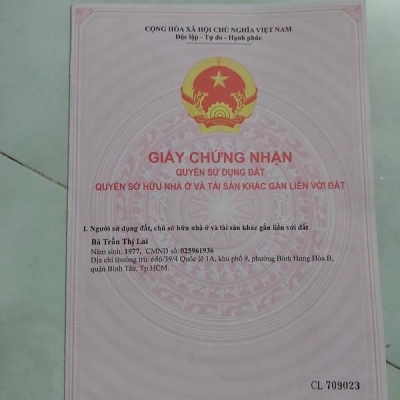 CỘNG HÒA XÃ HỘI CHỦ NGHĨA VIỆT NAM
Độc lập - Tự do - Hạnh phúc
GIẤY CHỨNG NHẬN
QUYỀN SỬ DỤNG ĐẤT
QUYỀN SỞ HỮU NHÀ Ở VÀ TÀI SẢN KHÁC GẮN LIỀN VỚI ĐẤT
I. Người sử dụng đất, chủ sở hữu nhà ở và tài sản khác gắn liền với đất
Bà Trần Thị Lai
Năm sinh: 1977, CMND số: 025961936
Địa chỉ thường trú: 686/39/4 Quốc lộ 1A, khu phố 9, phường Bình Hưng Hòa B,
quận Bình Tân, Tp HCM.
CL 709023